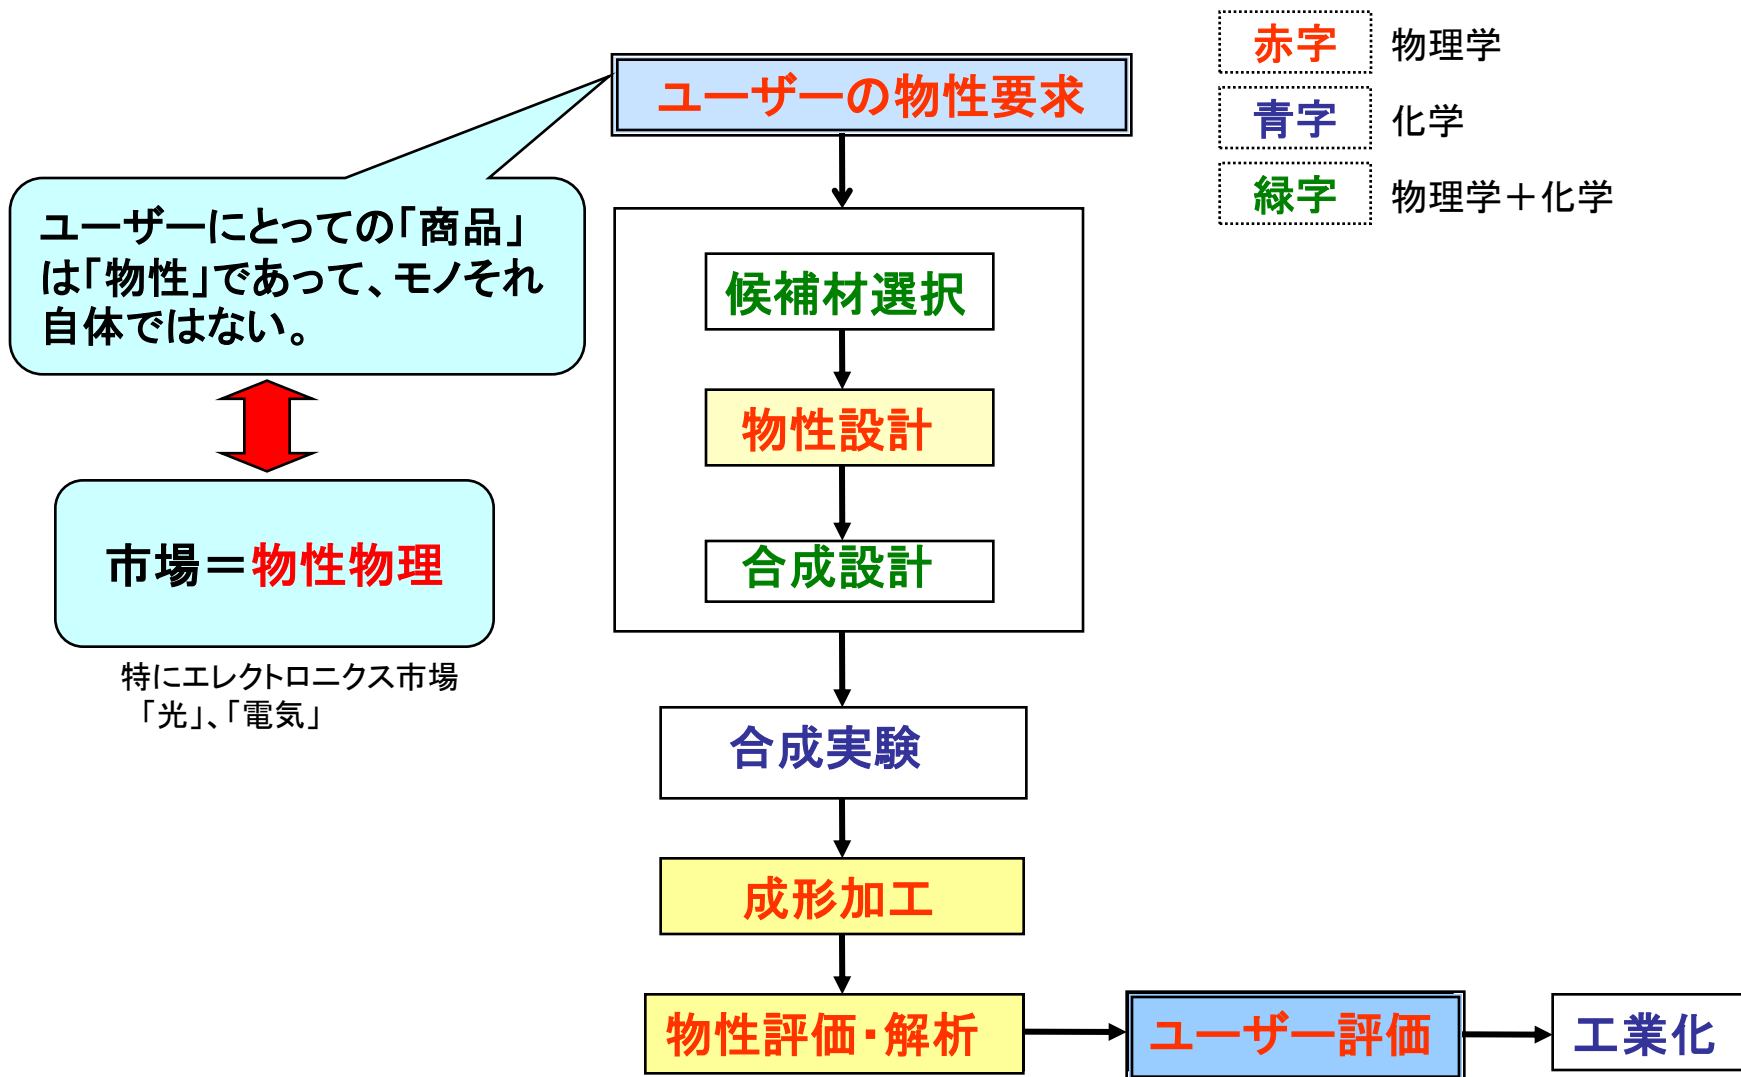 赤字 物理学
ユーザーの物性要求
青字 化学
緑字 物理学＋化学
ユーザーにとっての「商品」
は「物性」であって、モノそれ
自体ではない。
候補材選択
物性設計
市場＝物性物理
合成設計
特にエレクトロニクス市場
「光」、「電気」
合成実験
成形加工
物性評価・解析
ユーザー評価
工業化